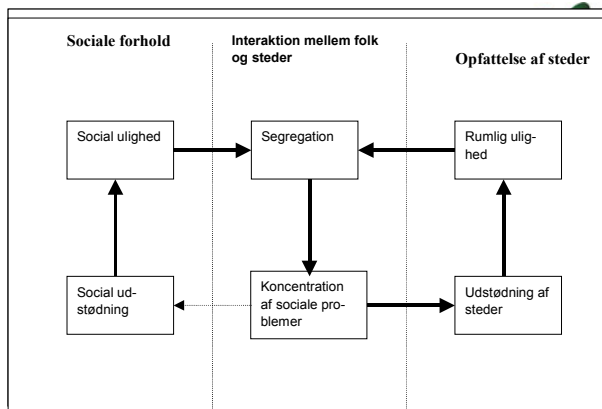 Sociale forhold
Interaktion mellem folk
og steder
Opfattelse af steder
Social ulighed
Segregation
Rumlig ulig-
hed
Social ud-
stødning
Koncentration
af sociale pro-
blemer
Udstødning af
steder